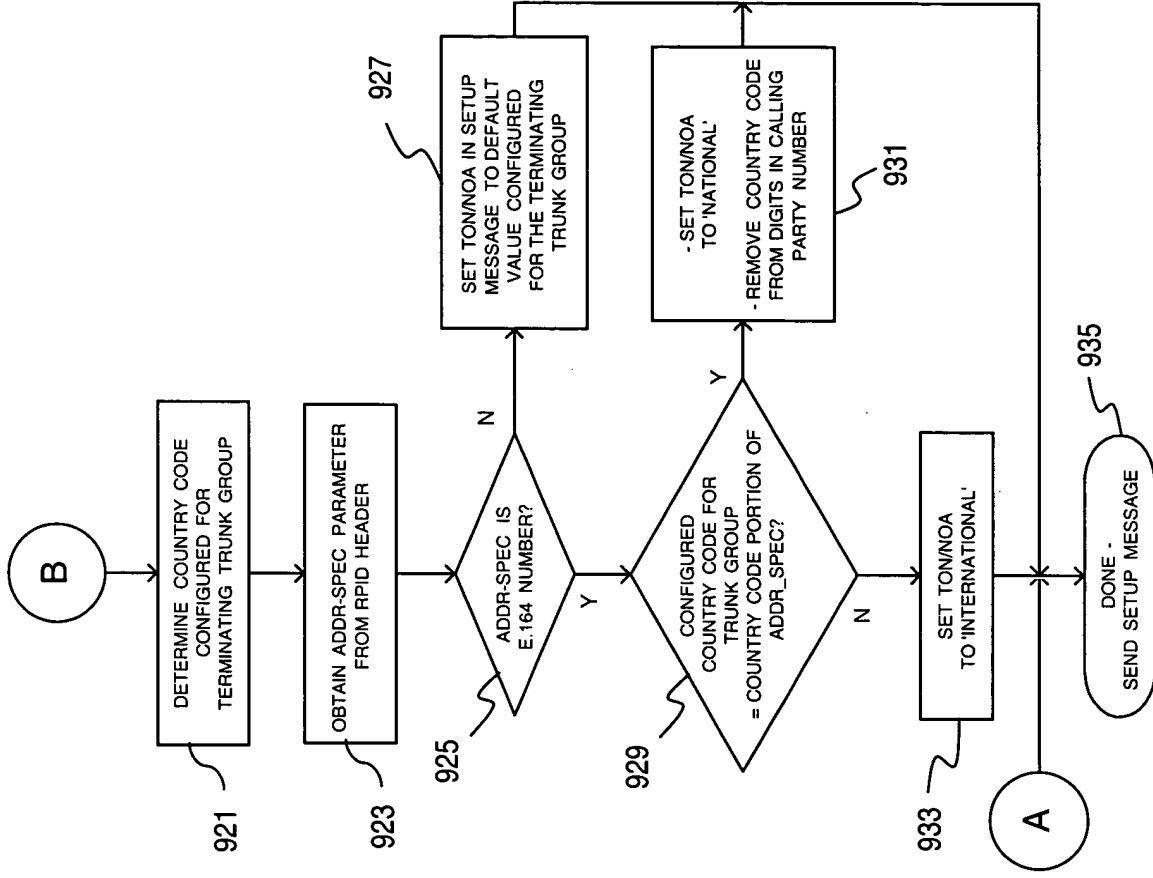 B
DETERMINE COUNTRY CODE
CONFIGURED FOR
TERMINATING TRUNK GROUP
921
OBTAIN ADDR-SPEC PARAMETER
FROM RPID HEADER
923
ADDR-SPEC IS
E.164 NUMBER?
925
N
Y
SET TON/NOA IN SETUP
MESSAGE TO DEFAULT
VALUE CONFIGURED
FOR THE TERMINATING
TRUNK GROUP
927
CONFIGURED
COUNTRY CODE FOR
TRUNK GROUP
= COUNTRY CODE PORTION OF
ADDR_SPEC?
929
Y
N
- SET TON/NOA
TO 'NATIONAL'
- REMOVE COUNTRY CODE
FROM DIGITS IN CALLING
PARTY NUMBER
931
SET TON/NOA
TO 'INTERNATIONAL'
933
A
DONE -
SEND SETUP MESSAGE
935